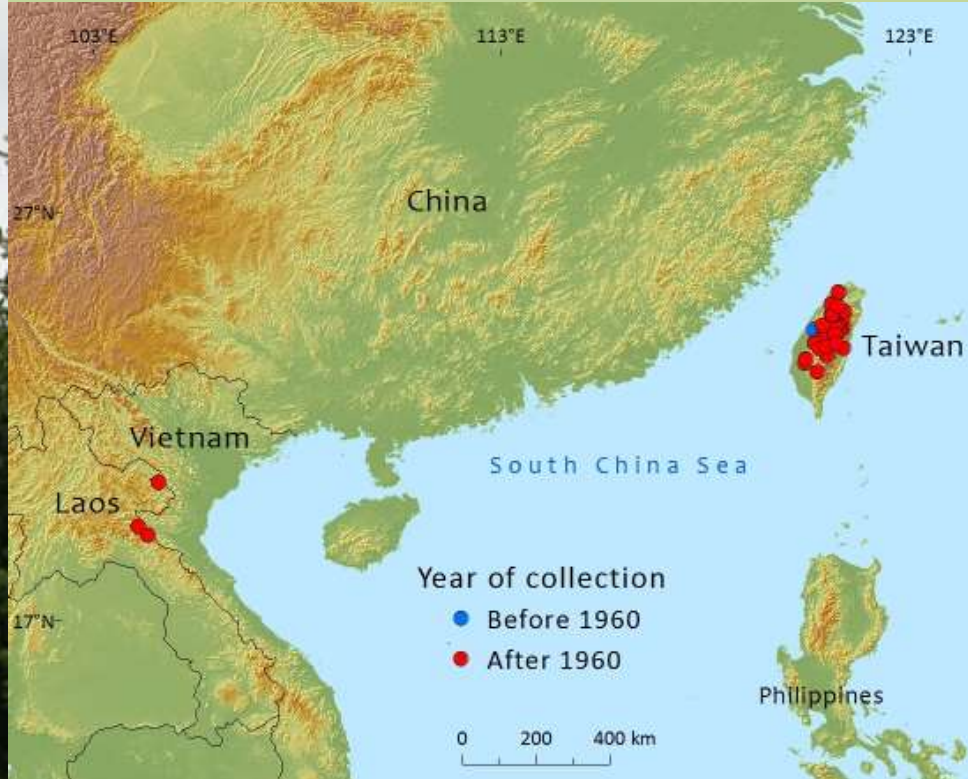 103°E
113°E
123°E
27°N
China
Taiwan
Vietnam
South China Sea
Laos
Year of collection
Before 1960
17°N
After 1960
Philippines
0 200 400 km